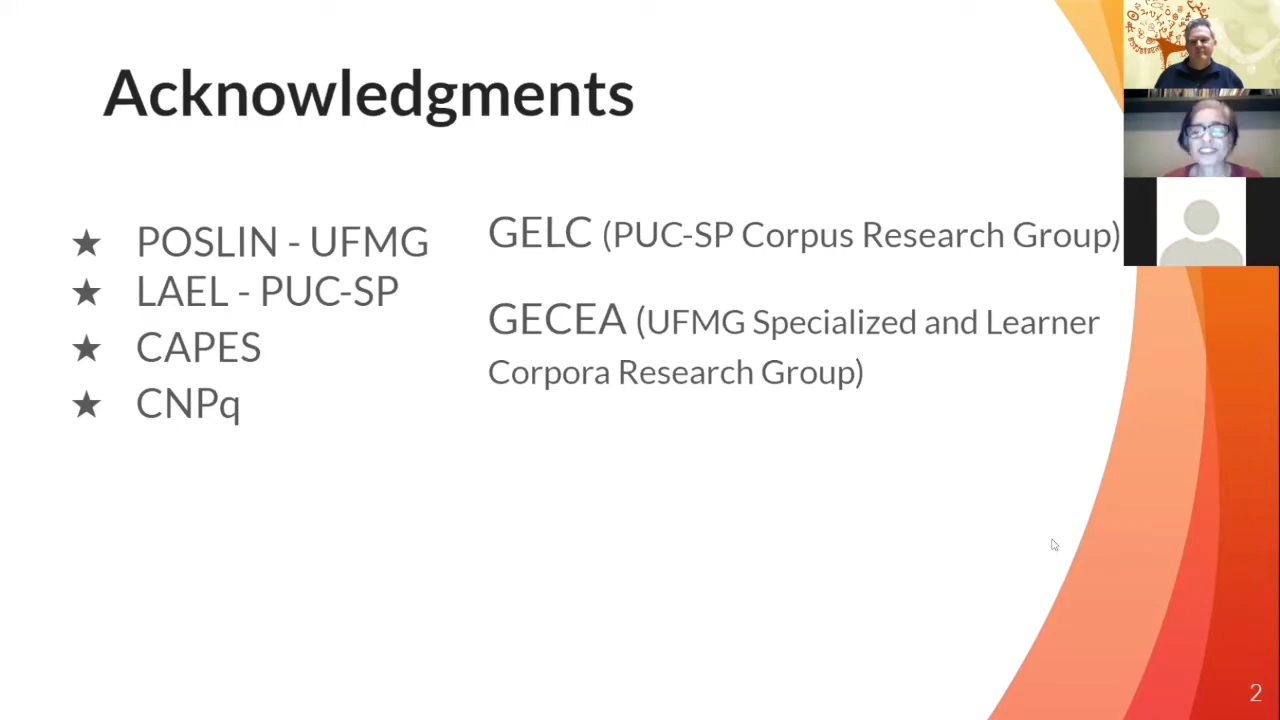 Acknowledgments
★ POSLIN - UFMG
★ LAEL - PUC-SP
★ CAPES
★ CNPq
GELC (PUC-SP Corpus Research Group)
GECEA (UFMG Specialized and Learner
Corpora Research Group)
2